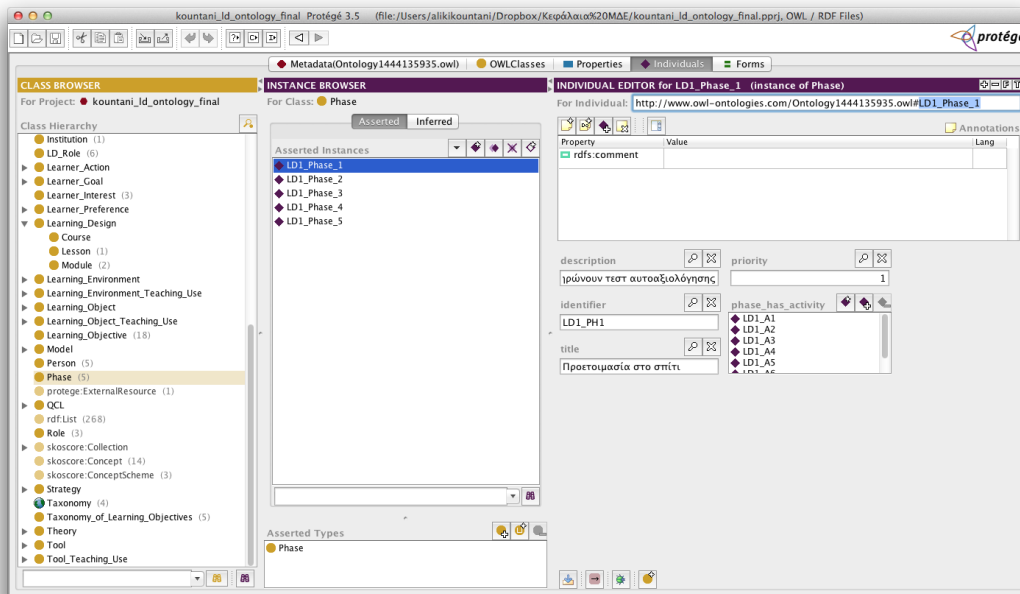 kountani_ld_ontology_final Protégé 3.5 (file:/Users/alikikountani/Dropbox/Κεφάλαια%20ΜΔΕ/kountani_ld_ontology_final.pprj, OWL / RDF Files)
protégé
Metadata(Ontology1444135935.owl) OWLClasses Properties Individuals Forms
CLASS BROWSER
For Project: kountani_ld_ontology_final
Class Hierarchy
Institution (1)
LD_Role (6)
Learner_Action
Learner_Goal
Learner_Interest (3)
Learner_Preference
Learning_Design
Course
Lesson (1)
Module (2)
Learning_Environment
Learning_Environment_Teaching_Use
Learning_Object
Learning_Object_Teaching_Use
Learning_Objective (18)
Model
Person (5)
Phase (5)
protege:ExternalResource (1)
QCL
rdf:List (268)
Role (3)
skoscore:Collection
skoscore:Concept (14)
skoscore:ConceptScheme (3)
Strategy
Taxonomy (4)
Taxonomy_of_Learning_Objectives (5)
Theory
Tool
Tool_Teaching_Use
INSTANCE BROWSER
For Class: Phase
Asserted Inferred
Asserted Instances
LD1_Phase_1
LD1_Phase_2
LD1_Phase_3
LD1_Phase_4
LD1_Phase_5
Asserted Types
Phase
INDIVIDUAL EDITOR for LD1_Phase_1 (instance of Phase)
For Individual: http://www.owl-ontologies.com/Ontology1444135935.owl#LD1_Phase_1
Annotations
Property Value Lang
rdfs:comment
description
ηρώνουν τεστ αυτοαξιολόγησης
priority
1
identifier
LD1_PH1
phase_has_activity
LD1_A1
LD1_A2
LD1_A3
LD1_A4
LD1_A5
LD1_A6
title
Προετοιμασία στο σπίτι